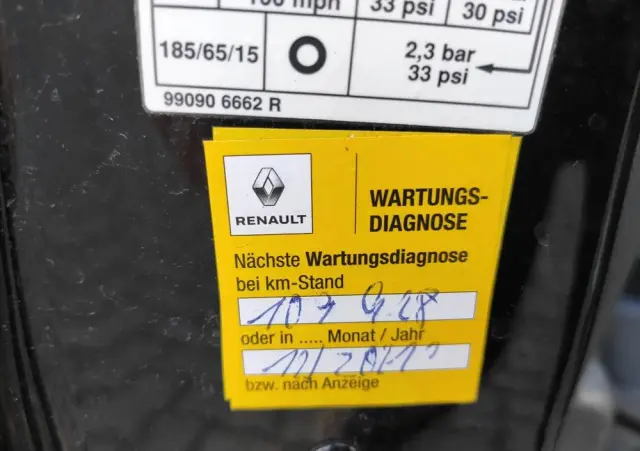 mph 33 psi
30 psi
185/65/15 2,3 bar
33 psi
99090 6662 R
RENAULT
WARTUNGS-
DIAGNOSE
Nächste Wartungsdiagnose
bei km-Stand
oder in ..... Monat / Jahr
bzw. nach Anzeige